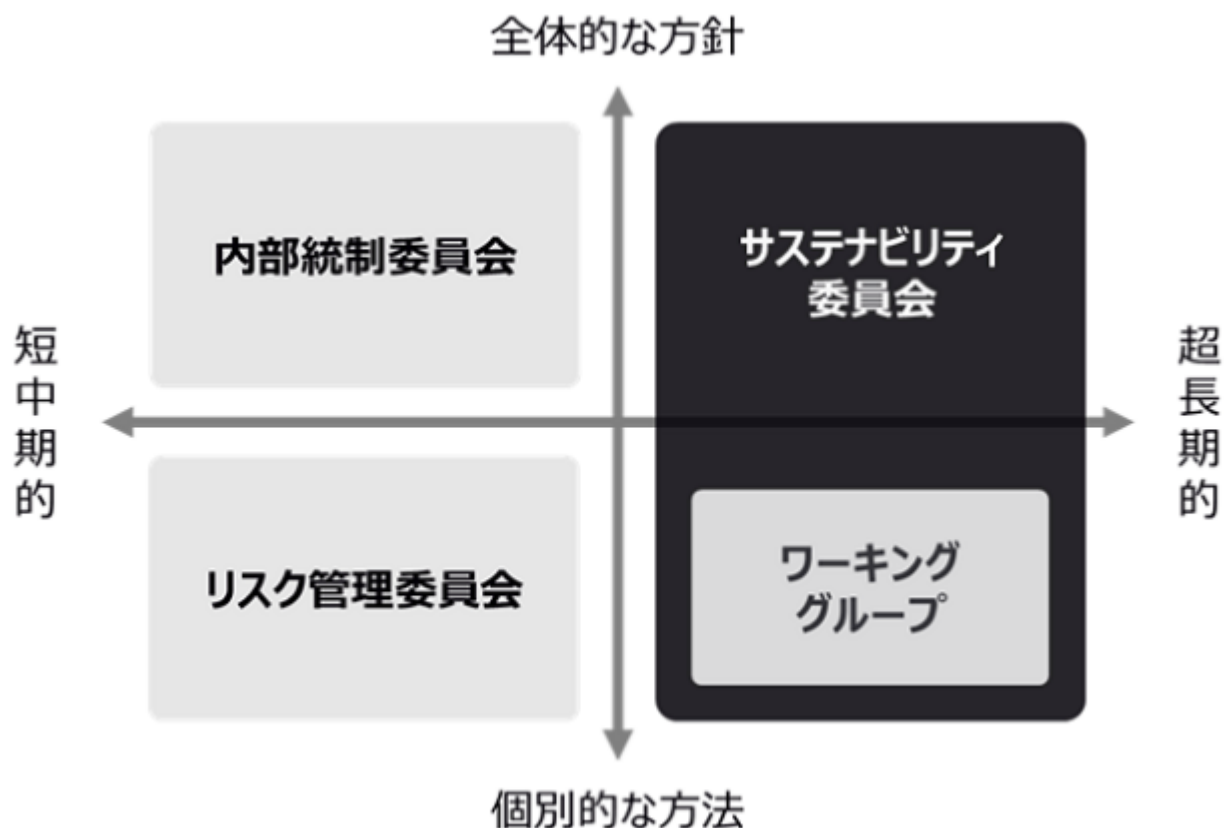 全体的な方針
内部統制委員会
サステナビリティ
委員会
短中期的
超長期的
リスク管理委員会
ワーキング
グループ
個別的な方法